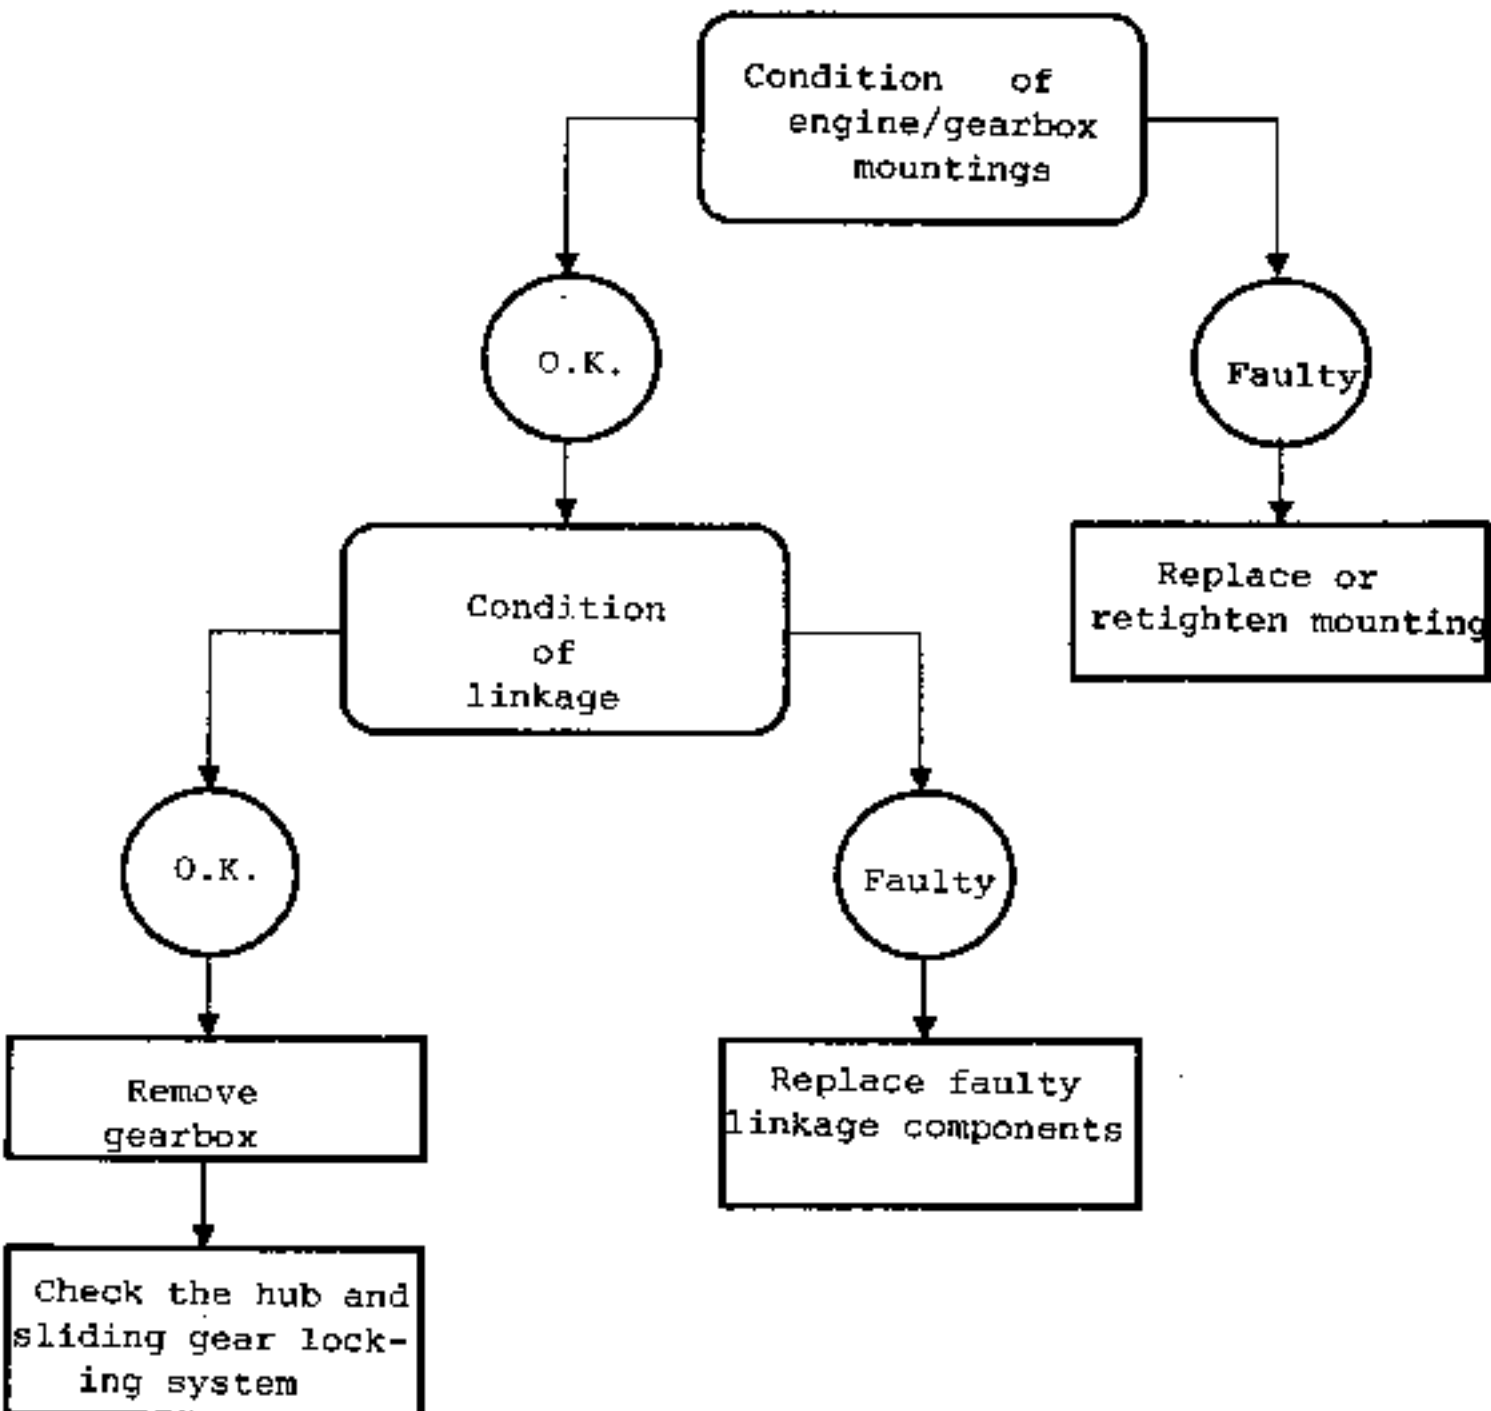 Condition of
engine/gearbox
mountings
O.K.
Faulty
Condition
of
linkage
Replace or
retighten mounting
O.K.
Faulty
Remove
gearbox
Replace faulty
linkage components
Check the hub and
sliding gear lock-
ing system